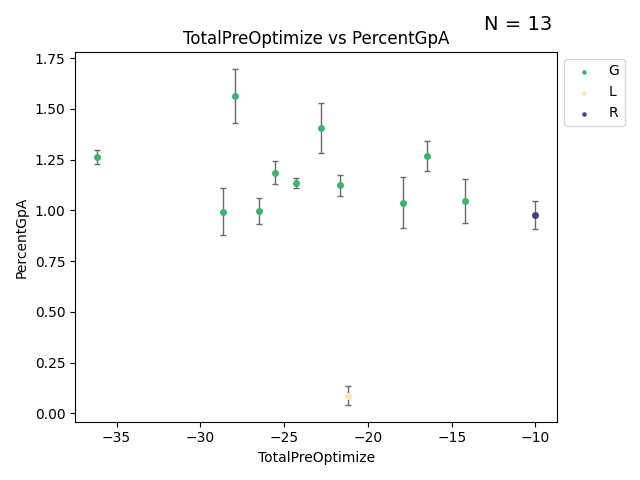 N = 13
TotalPreOptimize vs PercentGpA
G
L
R
PercentGpA
1.75
1.50
1.25
1.00
0.75
0.50
0.25
0.00
−35
−30
−25
−20
−15
−10
TotalPreOptimize